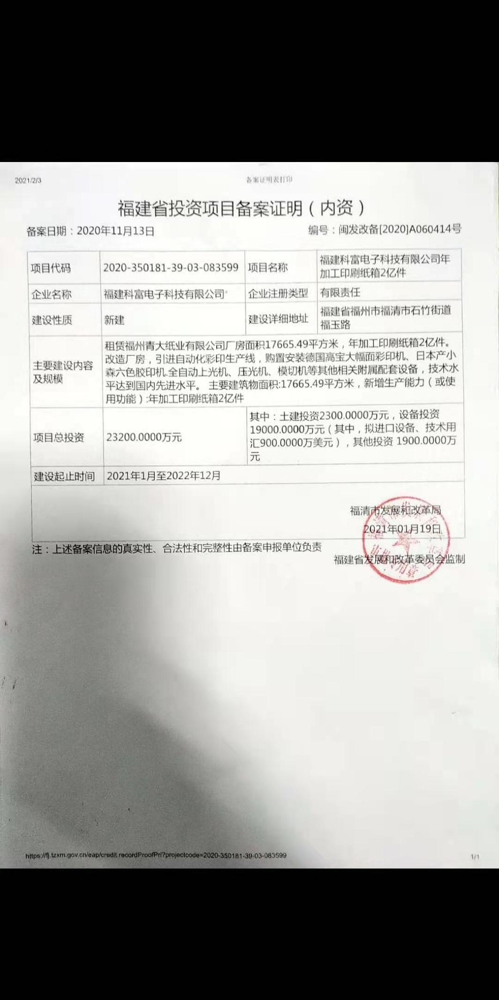 2021/2/3
备案证明表打印
福建省投资项目备案证明（内资）
备案日期：2020年11月13日
编号：闽发改备[2020]A060414号
项目代码
2020-350181-39-03-083599
项目名称
福建科富电子科技有限公司年
加工印刷纸箱2亿件
企业名称
福建科富电子科技有限公司
企业注册类型
有限责任
建设性质
新建
建设详细地址
福建省福州市福清市石竹街道
福玉路
主要建设内容
及规模
租赁福州青大纸业有限公司厂房面积17665.49平方米，年加工印刷纸箱2亿件。
改造厂房，引进自动化彩印生产线，购置安装德国高宝大幅面彩印机、日本产小
森六色胶印机.全自动上光机、压光机、模切机等其他相关附属配套设备，技术水
平达到国内先进水平。 主要建筑物面积:17665.49平方米，新增生产能力（或使
用功能）:年加工印刷纸箱2亿件
项目总投资
23200.0000万元
其中：土建投资2300.0000万元，设备投资
19000.0000万元（其中，拟进口设备、技术用
汇900.0000万美元），其他投资 1900.0000万
元
建设起止时间
2021年1月至2022年12月
福清市发展和改革局
2021年01月19日
注：上述备案信息的真实性、合法性和完整性由备案申报单位负责
福建省发展和改革委员会监制
https://fj.tzxm.gov.cn/eap/credit.recordProofPri?projectcode=2020-350181-39-03-083599
1/1